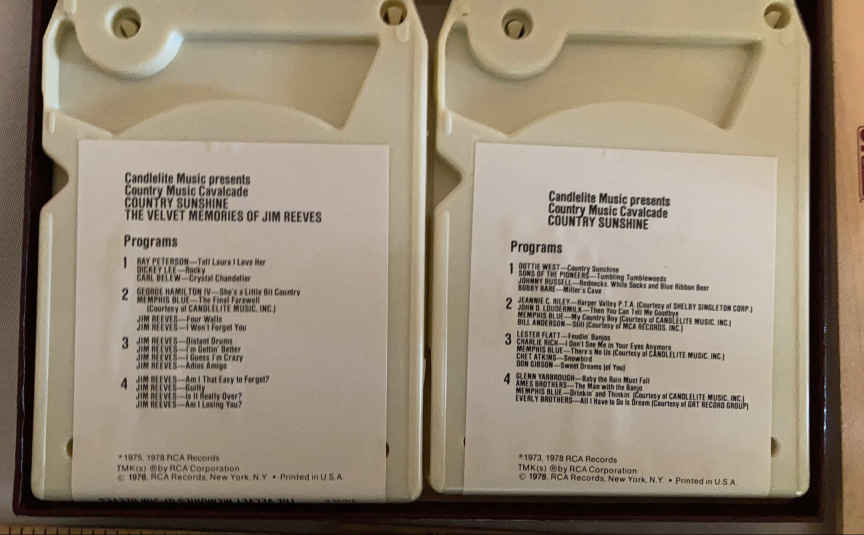 Candlelite Music presents
Country Music Cavalcade
COUNTRY SUNSHINE
THE VELVET MEMORIES OF JIM REEVES
Programs
1 RAY PETERSON—Tell Laura I Love Her
DICKEY LEE—Rocky
CARL BELEW—Crystal Chandelier
2 GEORGE HAMILTON IV—She's a Little Bit Country
MEMPHIS BLUE—The Final Farewell
(Courtesy of CANDLELITE MUSIC, INC.)
JIM REEVES—Four Walls
JIM REEVES—I Won't Forget You
3 JIM REEVES—Distant Drums
JIM REEVES—I'm Gettin' Better
JIM REEVES—I Guess I'm Crazy
JIM REEVES—Adios Amigo
4 JIM REEVES—Am I That Easy to Forget?
JIM REEVES—Guilty
JIM REEVES—Is It Really Over?
JIM REEVES—Am I Losing You?
*1975, 1978 RCA Records
TMK(s) ®by RCA Corporation
© 1978, RCA Records, New York, N.Y. • Printed in U.S.A.
Candlelite Music presents
Country Music Cavalcade
COUNTRY SUNSHINE
Programs
1 DOTTIE WEST—Country Sunshine
SONS OF THE PIONEERS—Tumbling Tumbleweeds
JOHNNY RUSSELL—Rednecks, White Socks and Blue Ribbon Beer
BOBBY BARE—Miller's Cave
2 JEANNIE C. RILEY—Harper Valley P.T.A. (Courtesy of SHELBY SINGLETON CORP.)
JOHN D. LOUDERMILK—Then You Can Tell Me Goodbye
MEMPHIS BLUE—My Country Boy (Courtesy of CANDLELITE MUSIC, INC.)
BILL ANDERSON—Still (Courtesy of MCA RECORDS, INC.)
3 LESTER FLATT—Feudin' Banjos
CHARLIE RICH—I Don't See Me in Your Eyes Anymore
MEMPHIS BLUE—There's No Us (Courtesy of CANDLELITE MUSIC, INC.)
CHET ATKINS—Snowbird
DON GIBSON—Sweet Dreams (of You)
4 GLENN YARBROUGH—Baby the Rain Must Fall
AMES BROTHERS—The Man with the Banjo
MEMPHIS BLUE—Drinkin' and Thinkin' (Courtesy of CANDLELITE MUSIC, INC.)
EVERLY BROTHERS—All I Have to Do Is Dream (Courtesy of GRT RECORD GROUP)
*1973, 1978 RCA Records
TMK(s) ®by RCA Corporation
© 1978, RCA Records, New York, N.Y. • Printed in U.S.A.